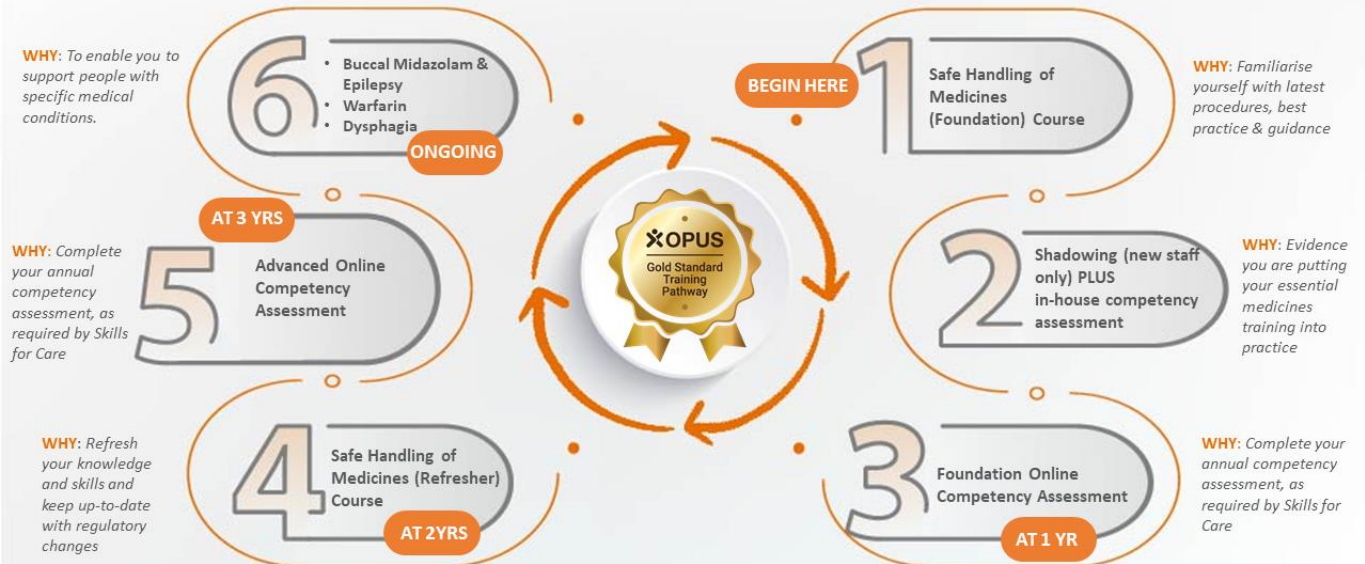 BEGIN HERE
1
Safe Handling of
Medicines
(Foundation) Course
WHY: Familiarise
yourself with latest
procedures, best
practice & guidance
2
Shadowing (new staff
only) PLUS
in-house competency
assessment
WHY: Evidence
you are putting
your essential
medicines
training into
practice
3
Foundation Online
Competency Assessment
AT 1 YR
WHY: Complete your
annual competency
assessment, as
required by Skills for
Care
4
Safe Handling of
Medicines (Refresher)
Course
AT 2YRS
WHY: Refresh
your knowledge
and skills and
keep up-to-date
with regulatory
changes
AT 3 YRS
5
Advanced Online
Competency
Assessment
WHY: Complete
your annual
competency
assessment, as
required by Skills
for Care
6
• Buccal Midazolam &
Epilepsy
• Warfarin
• Dysphagia
ONGOING
WHY: To enable you to
support people with
specific medical
conditions.
OPUS
Gold Standard
Training
Pathway